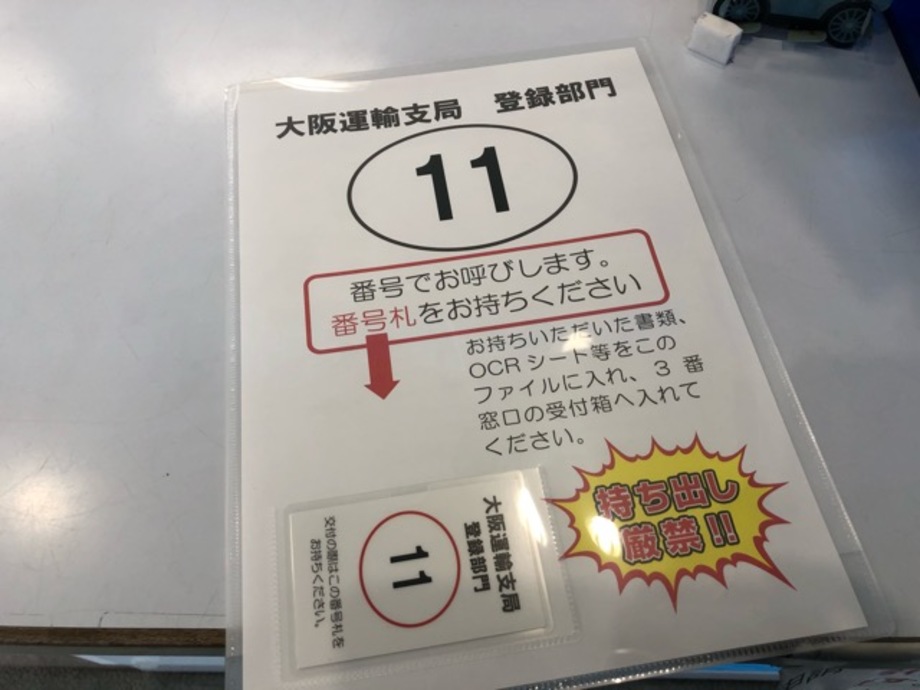 大阪運輸支局 登録部門
11
番号でお呼びします。
番号札をお持ちください
お持ちいただいた書類、
OCRシート等をこの
ファイルに入れ、3番
窓口の受付箱へ入れて
ください。
持ち出し
厳禁!!
大阪運輸支局
登録部門
11
交付の際はこの番号札を
お持ちください。